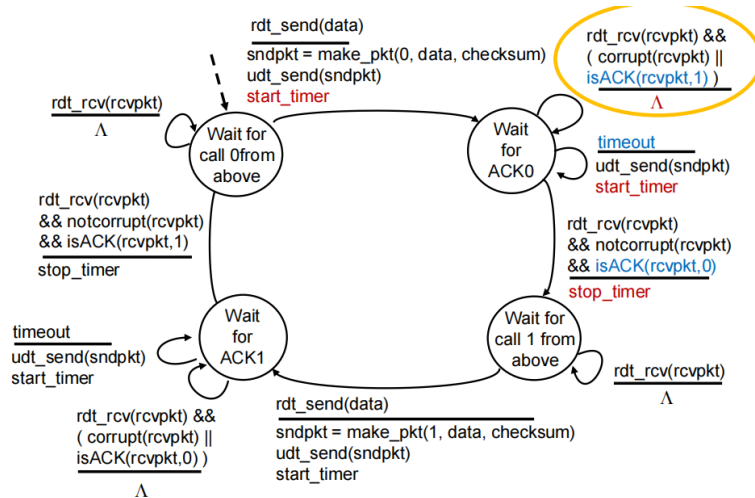 rdt_send(data)
sndpkt = make_pkt(0, data, checksum)
udt_send(sndpkt)
start_timer
rdt_rcv(rcvpkt) &&
( corrupt(rcvpkt) ||
isACK(rcvpkt,1) )
Λ
rdt_rcv(rcvpkt)
Λ
Wait for
call 0from
above
Wait
for
ACK0
timeout
udt_send(sndpkt)
start_timer
rdt_rcv(rcvpkt)
&& notcorrupt(rcvpkt)
&& isACK(rcvpkt,1)
stop_timer
rdt_rcv(rcvpkt)
&& notcorrupt(rcvpkt)
&& isACK(rcvpkt,0)
stop_timer
timeout
udt_send(sndpkt)
start_timer
Wait
for
ACK1
Wait for
call 1 from
above
rdt_rcv(rcvpkt)
Λ
rdt_rcv(rcvpkt) &&
( corrupt(rcvpkt) ||
isACK(rcvpkt,0) )
Λ
rdt_send(data)
sndpkt = make_pkt(1, data, checksum)
udt_send(sndpkt)
start_timer